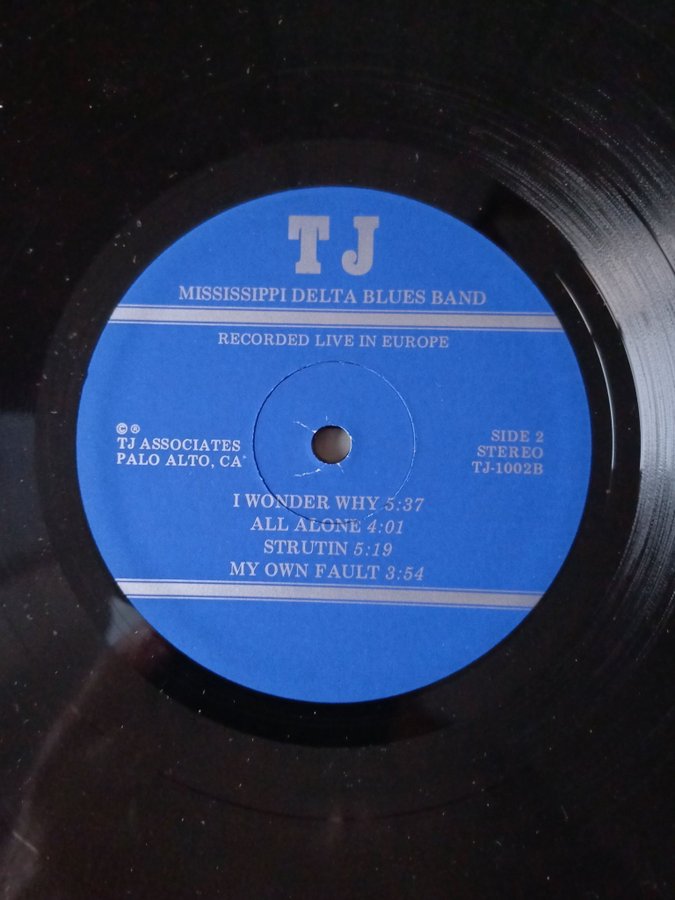 TJ
MISSISSIPPI DELTA BLUES BAND
RECORDED LIVE IN EUROPE
©®
TJ ASSOCIATES
PALO ALTO, CA
SIDE 2
STEREO
TJ-1002B
I WONDER WHY 5:37
ALL ALONE 4:01
STRUTIN 5:19
MY OWN FAULT 3:54